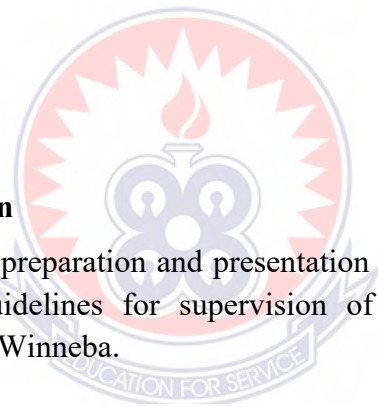 n
preparation and presentation
uidelines for supervision of
Winneba.
EDUCATION FOR SERVICE